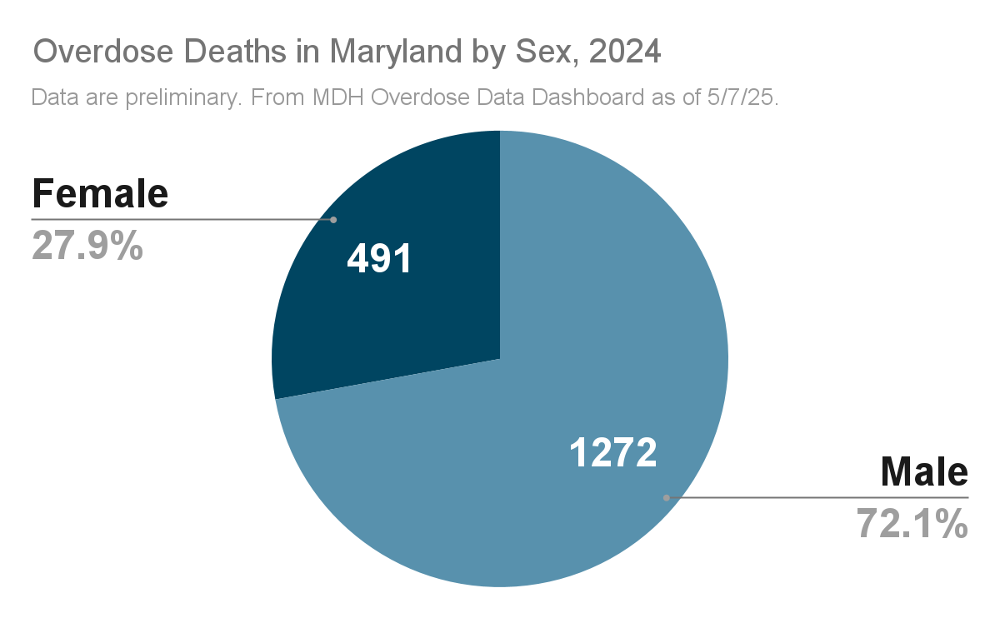 Overdose Deaths in Maryland by Sex, 2024
Data are preliminary. From MDH Overdose Data Dashboard as of 5/7/25.
Female
27.9%
491
1272
Male
72.1%